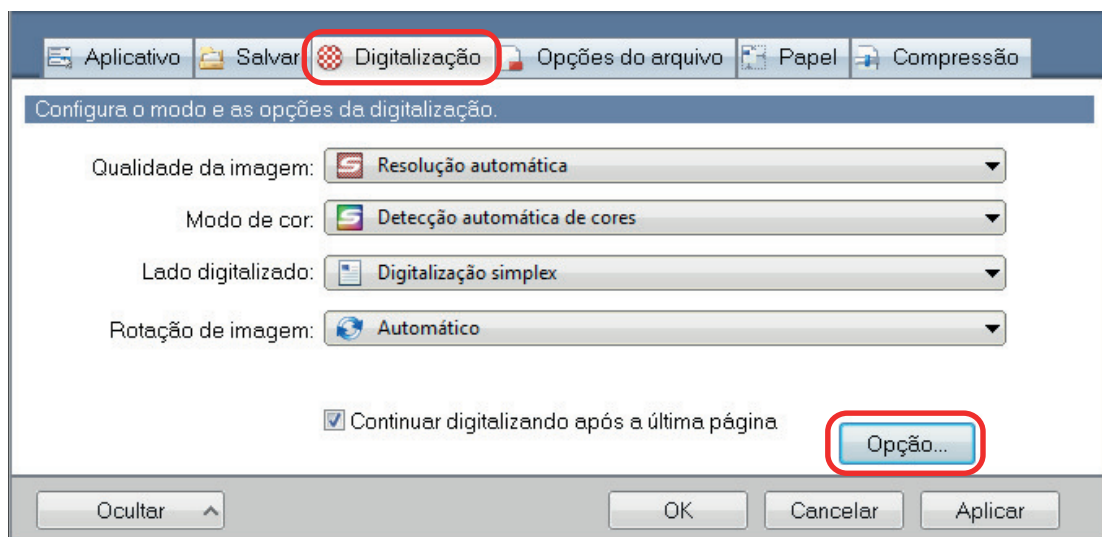 Aplicativo Salvar Digitalização Opções do arquivo Papel Compressão
Configura o modo e as opções da digitalização.
Qualidade da imagem: Resolução automática
Modo de cor: Detecção automática de cores
Lado digitalizado: Digitalização simplex
Rotação de imagem: Automático
Continuar digitalizando após a última página
Opção...
Ocultar OK Cancelar Aplicar